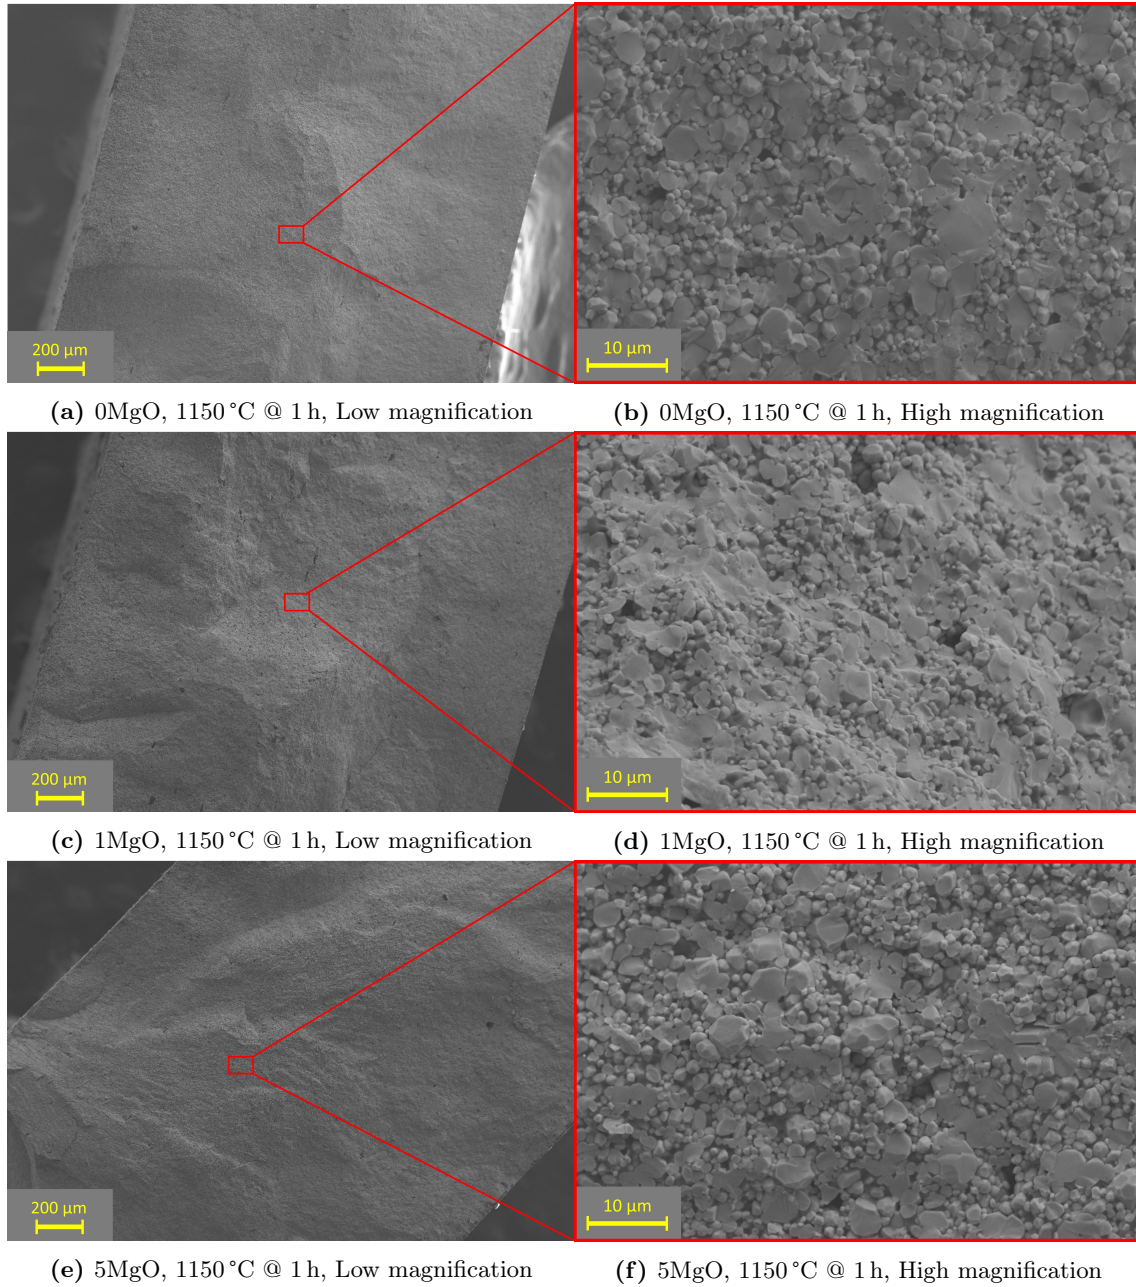 200 µm
10 µm
(a) 0MgO, 1150 °C @ 1 h, Low magnification
(b) 0MgO, 1150 °C @ 1 h, High magnification
200 µm
10 µm
(c) 1MgO, 1150 °C @ 1 h, Low magnification
(d) 1MgO, 1150 °C @ 1 h, High magnification
200 µm
10 µm
(e) 5MgO, 1150 °C @ 1 h, Low magnification
(f) 5MgO, 1150 °C @ 1 h, High magnification